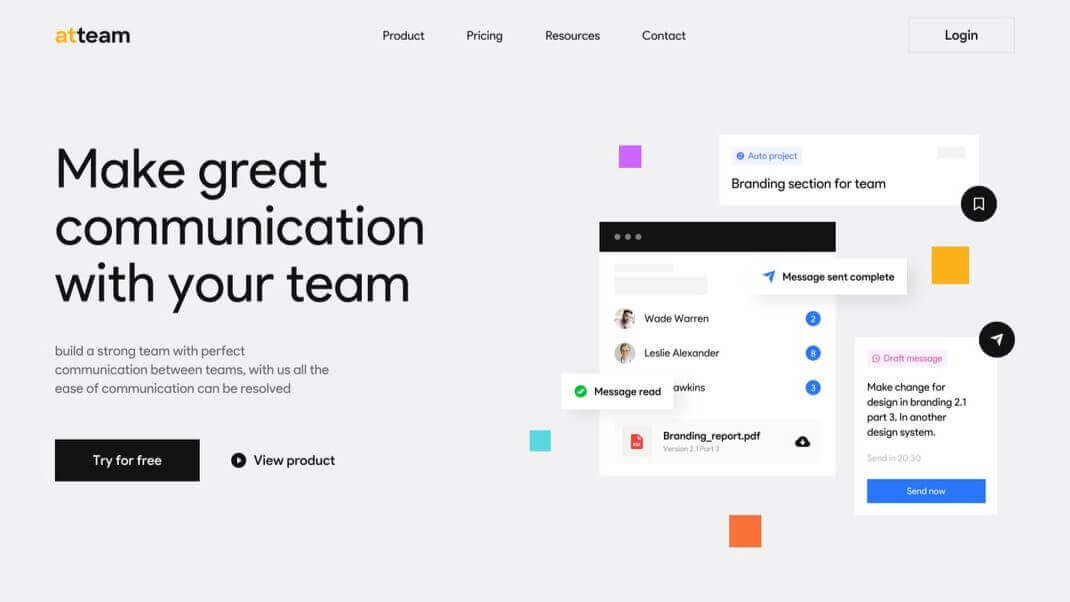 atteam
Product
Pricing
Resources
Contact
Login
Make great
communication
with your team
build a strong team with perfect
communication between teams, with us all the
ease of communication can be resolved
Try for free
View product
Auto project
Branding section for team
Message sent complete
Wade Warren
2
Leslie Alexander
8
Message read
awkins
3
PDF
Branding_report.pdf
Version 2.1 Part 3
Draft message
Make change for
design in branding 2.1
part 3, In another
design system.
Send in 20:30
Send now